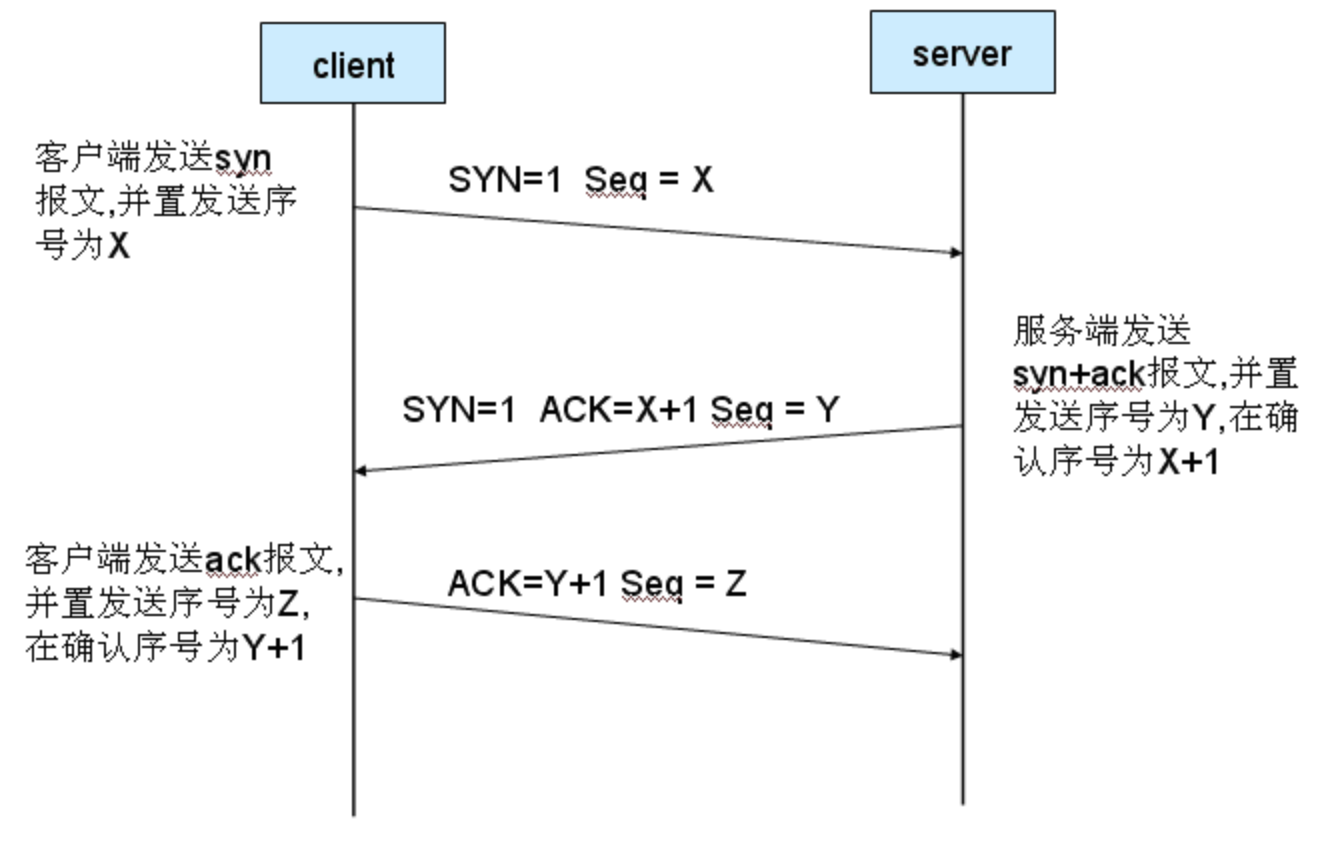 client
server
客户端发送syn
报文,并置发送序
号为X
SYN=1 Seq = X
服务端发送
syn+ack报文,并置
发送序号为Y,在确
认序号为X+1
SYN=1 ACK=X+1 Seq = Y
客户端发送ack报文,
并置发送序号为Z,
在确认序号为Y+1
ACK=Y+1 Seq = Z